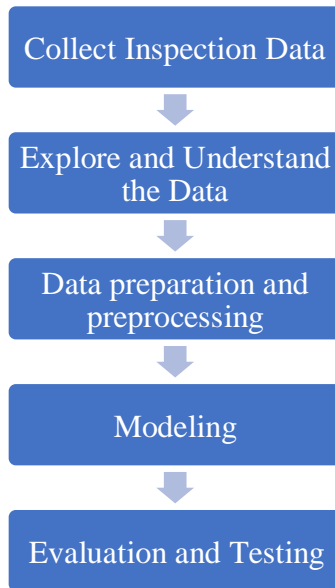 Collect Inspection Data
Explore and Understand
the Data
Data preparation and
preprocessing
Modeling
Evaluation and Testing